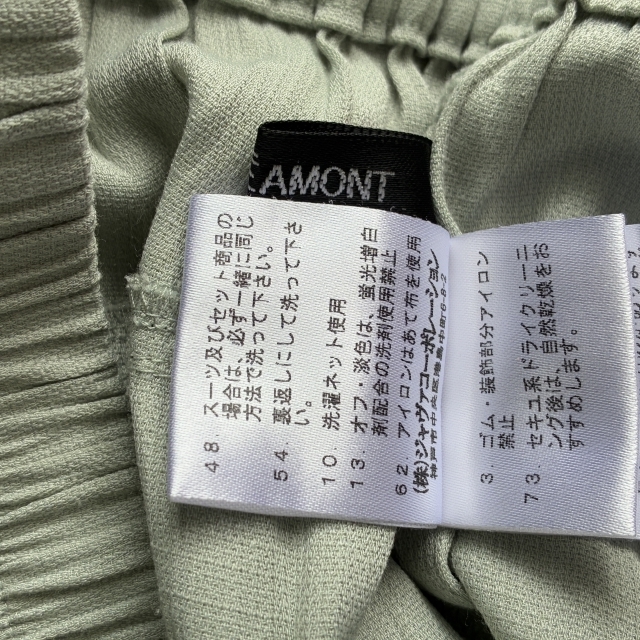 AMONT
48. スーツ及びセット商品の
場合は、必ず一緒に同じ
方法で洗って下さい。
54. 裏返しにして洗って下さ
い。
10. 洗濯ネット使用
13. オフ・淡色は、蛍光増白
剤配合の洗剤使用禁止
62. アイロンはあて布を使用
(株)ジャヴァコーポレーション
3. ゴム・装飾部分アイロン
禁止
73. セキュ系ドライクリーニ
ング後は、自然乾燥をお
すすめします。